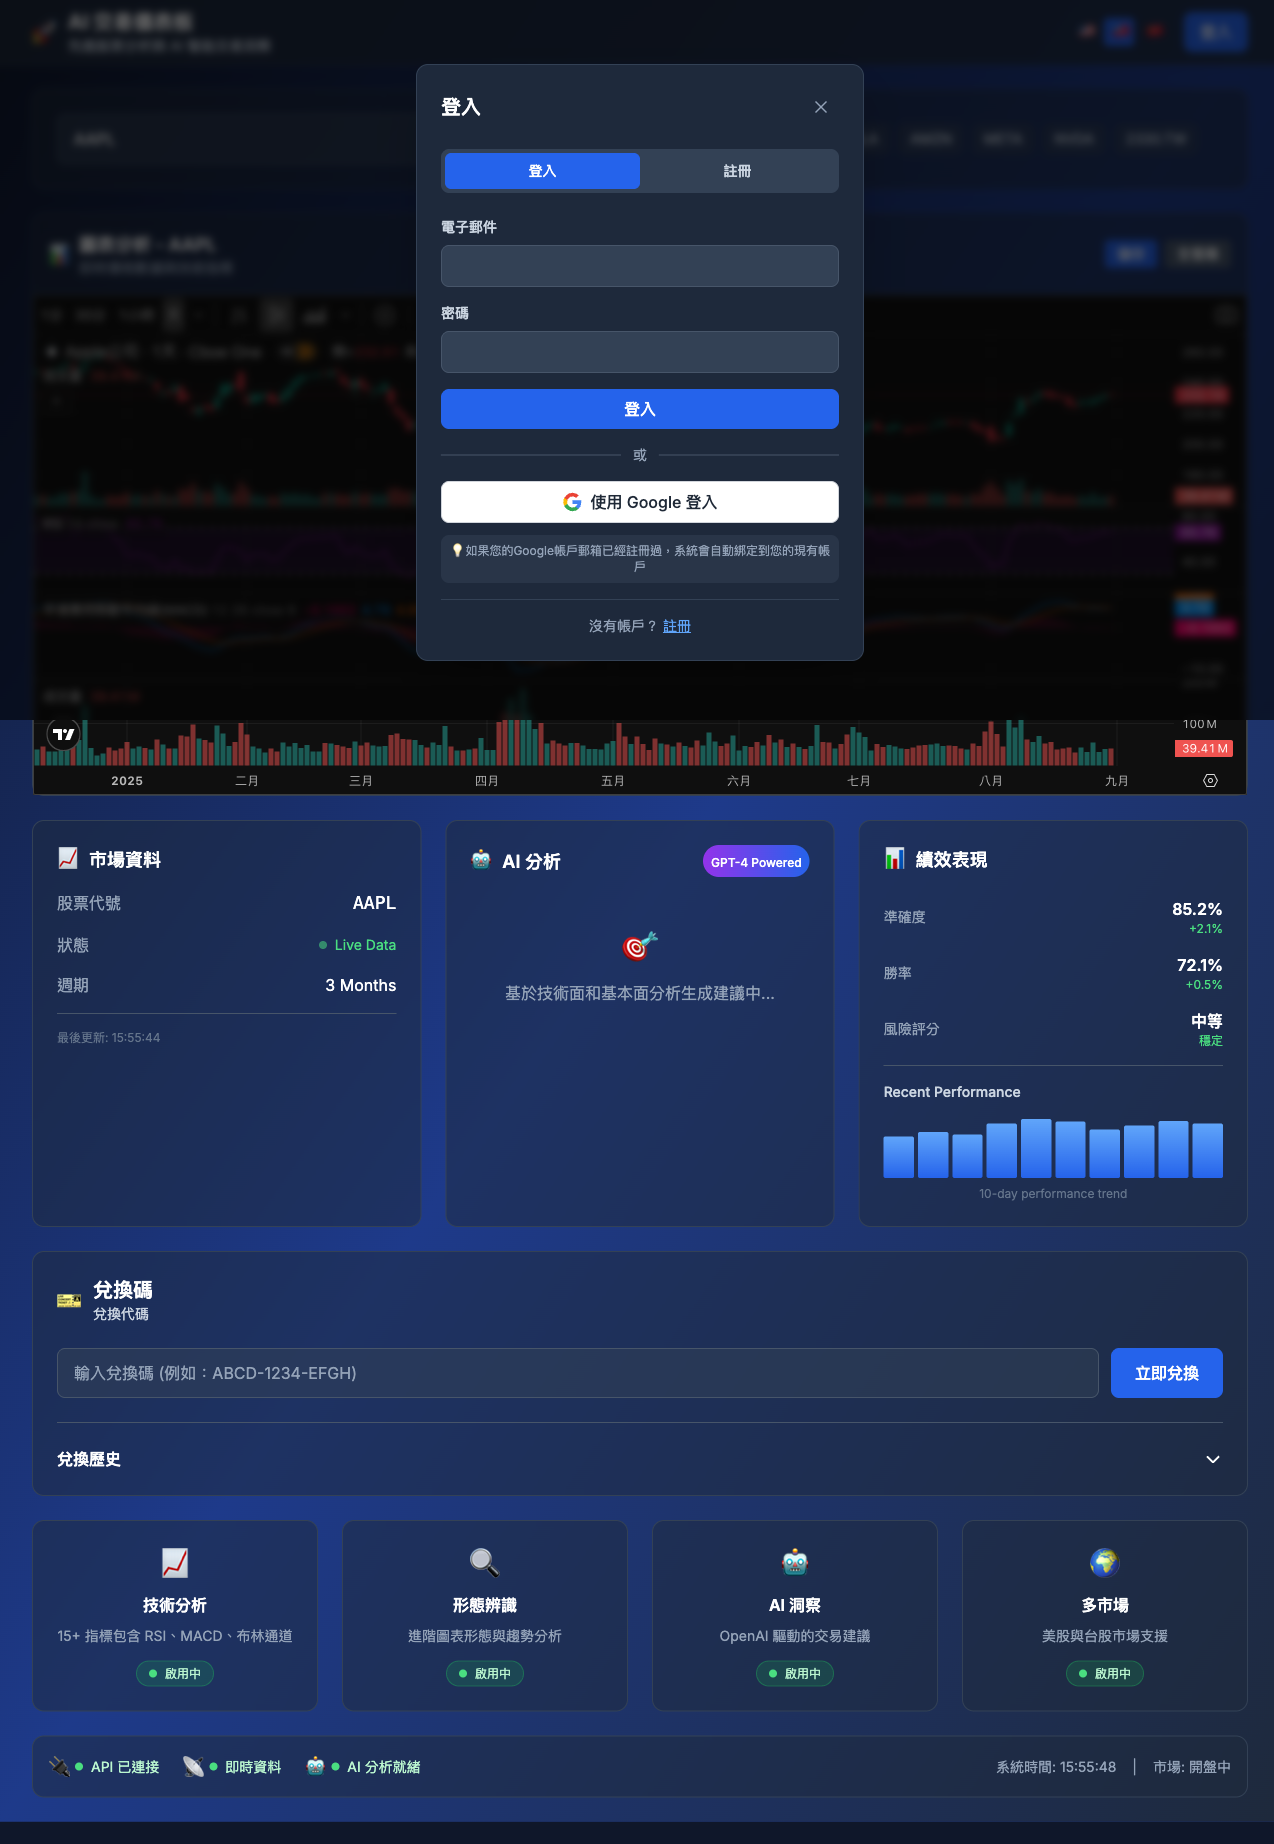 登入
登入
註冊
電子郵件
密碼
登入
或
使用 Google 登入
💡如果您的Google帳戶郵箱已經註冊過，系統會自動綁定到您的現有帳
戶
沒有帳戶？ 註冊
100 M
39.41 M
2025 二月 三月 四月 五月 六月 七月 八月 九月
市場資料
股票代號 AAPL
狀態 Live Data
週期 3 Months
最後更新: 15:55:44
AI 分析 GPT-4 Powered
基於技術面和基本面分析生成建議中...
績效表現
準確度 85.2%
+2.1%
勝率 72.1%
+0.5%
風險評分 中等
穩定
Recent Performance
10-day performance trend
兌換碼
兌換代碼
輸入兌換碼 (例如：ABCD-1234-EFGH) 立即兌換
兌換歷史
技術分析
15+ 指標包含 RSI、MACD、布林通道
啟用中
形態辨識
進階圖表形態與趨勢分析
啟用中
AI 洞察
OpenAI 驅動的交易建議
啟用中
多市場
美股與台股市場支援
啟用中
API 已連接 即時資料 AI 分析就緒 系統時間: 15:55:48 | 市場: 開盤中